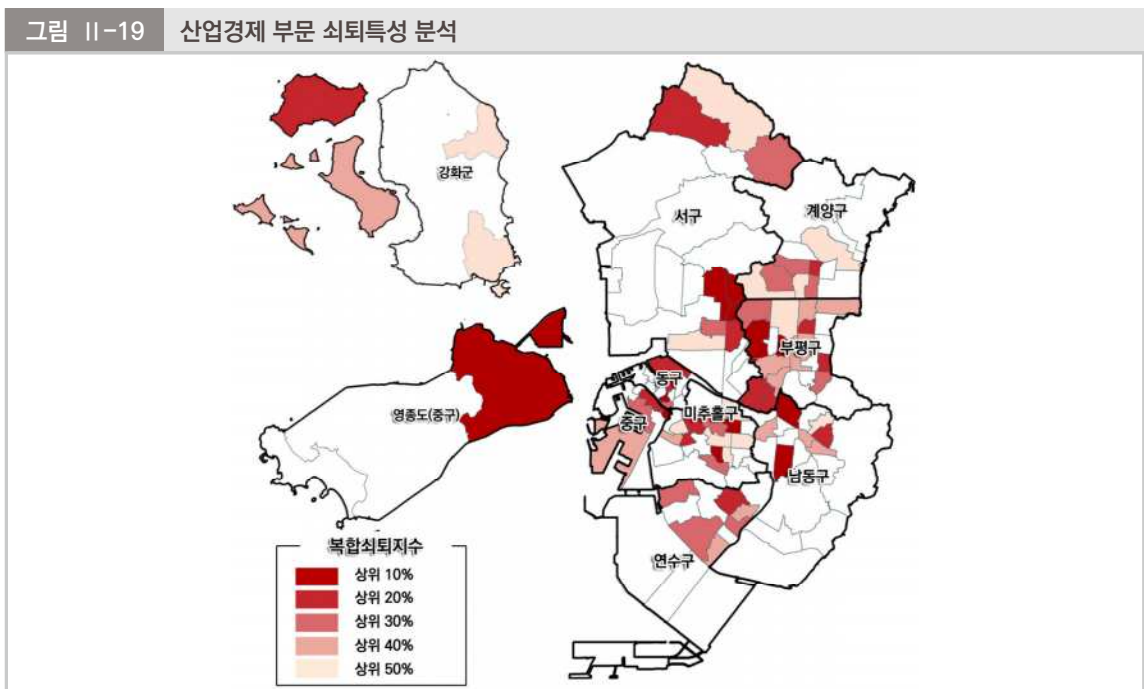 그림 Ⅱ-19 산업경제 부문 쇠퇴특성 분석
강화군
서구
계양구
부평구
동구
미추홀구
중구
영종도(중구)
남동구
연수구
복합쇠퇴지수
상위 10%
상위 20%
상위 30%
상위 40%
상위 50%